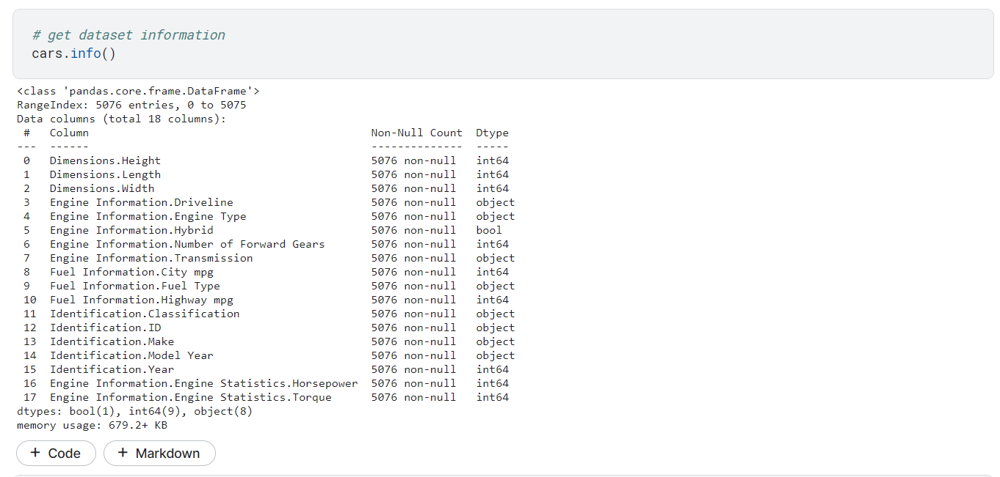 # get dataset information
cars.info()
<class 'pandas.core.frame.DataFrame'>
RangeIndex: 5076 entries, 0 to 5075
Data columns (total 18 columns):
 #   Column                                          Non-Null Count  Dtype
---  ------                                          --------------  -----
 0   Dimensions.Height                               5076 non-null   int64
 1   Dimensions.Length                               5076 non-null   int64
 2   Dimensions.Width                                5076 non-null   int64
 3   Engine Information.Driveline                    5076 non-null   object
 4   Engine Information.Engine Type                  5076 non-null   object
 5   Engine Information.Hybrid                       5076 non-null   bool
 6   Engine Information.Number of Forward Gears      5076 non-null   int64
 7   Engine Information.Transmission                 5076 non-null   object
 8   Fuel Information.City mpg                       5076 non-null   int64
 9   Fuel Information.Fuel Type                      5076 non-null   object
 10  Fuel Information.Highway mpg                    5076 non-null   int64
 11  Identification.Classification                   5076 non-null   object
 12  Identification.ID                               5076 non-null   object
 13  Identification.Make                             5076 non-null   object
 14  Identification.Model Year                       5076 non-null   object
 15  Identification.Year                             5076 non-null   int64
 16  Engine Information.Engine Statistics.Horsepower 5076 non-null   int64
 17  Engine Information.Engine Statistics.Torque     5076 non-null   int64
dtypes: bool(1), int64(9), object(8)
memory usage: 679.2+ KB
+ Code + Markdown